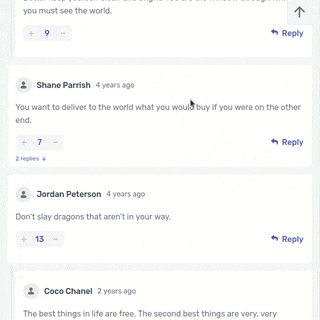 you must see the world.
+ 9 −
Reply
Shane Parrish 4 years ago
You want to deliver to the world what you would buy if you were on the other
end.
+ 7 −
Reply
2 replies ↓
Jordan Peterson 4 years ago
Don't slay dragons that aren't in your way.
+ 13 −
Reply
Coco Chanel 2 years ago
The best things in life are free. The second best things are very, very